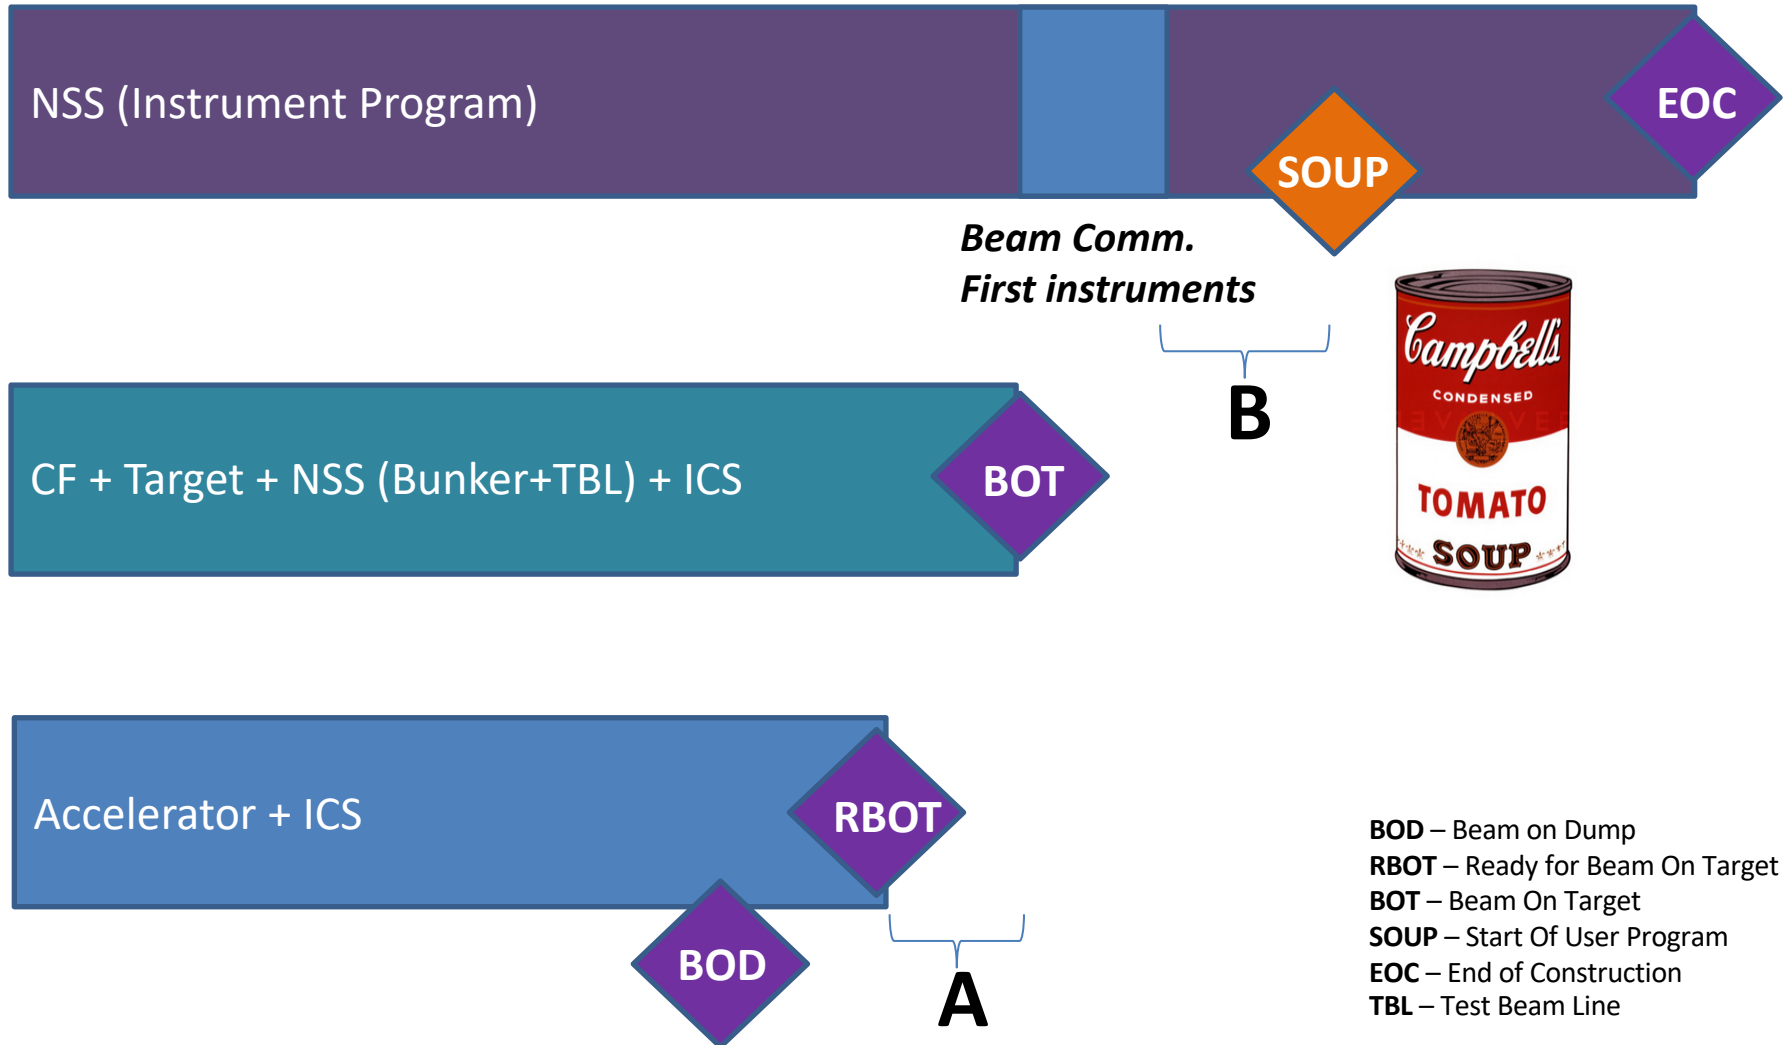 NSS (Instrument Program)
EOC
SOUP
Beam Comm.
First instruments
Campbell's
CONDENSED
TOMATO
SOUP
B
CF + Target + NSS (Bunker+TBL) + ICS
BOT
Accelerator + ICS
RBOT
BOD
A
BOD – Beam on Dump
RBOT – Ready for Beam On Target
BOT – Beam On Target
SOUP – Start Of User Program
EOC – End of Construction
TBL – Test Beam Line